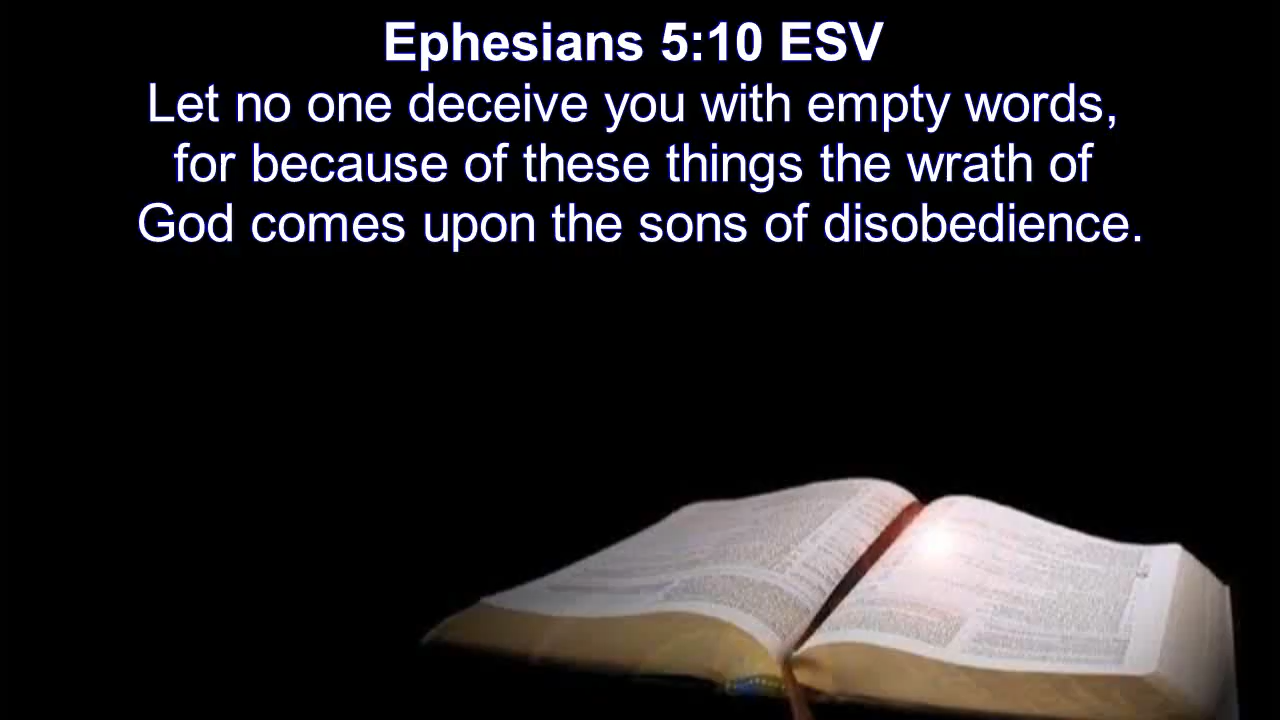 Ephesians 5:10 ESV
Let no one deceive you with empty words,
for because of these things the wrath of
God comes upon the sons of disobedience.